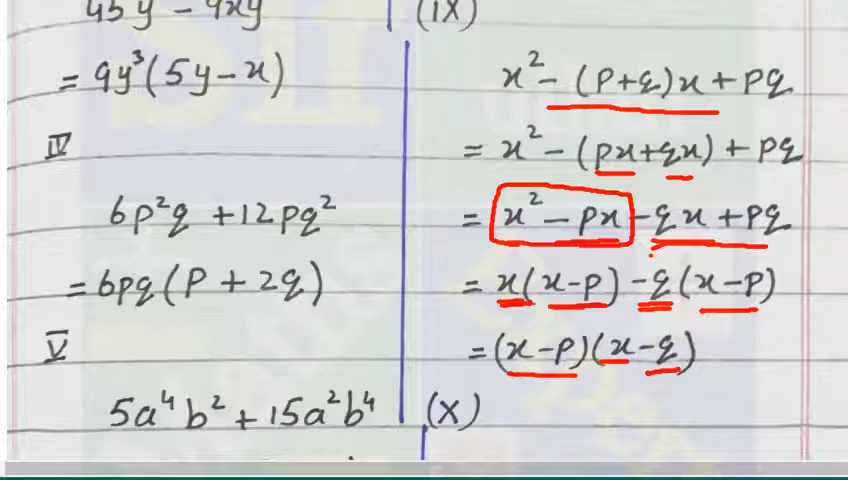 = 9y³(5y-x)
IV
6p²q + 12pq²
= 6pq(p + 2q)
V
5a⁴b² + 15a²b⁴
(IX)
x² - (p+q)x + pq
= x² - (px+qx) + pq
= x² - px - qx + pq
= x(x-p) - q(x-p)
= (x-p)(x-q)
(X)